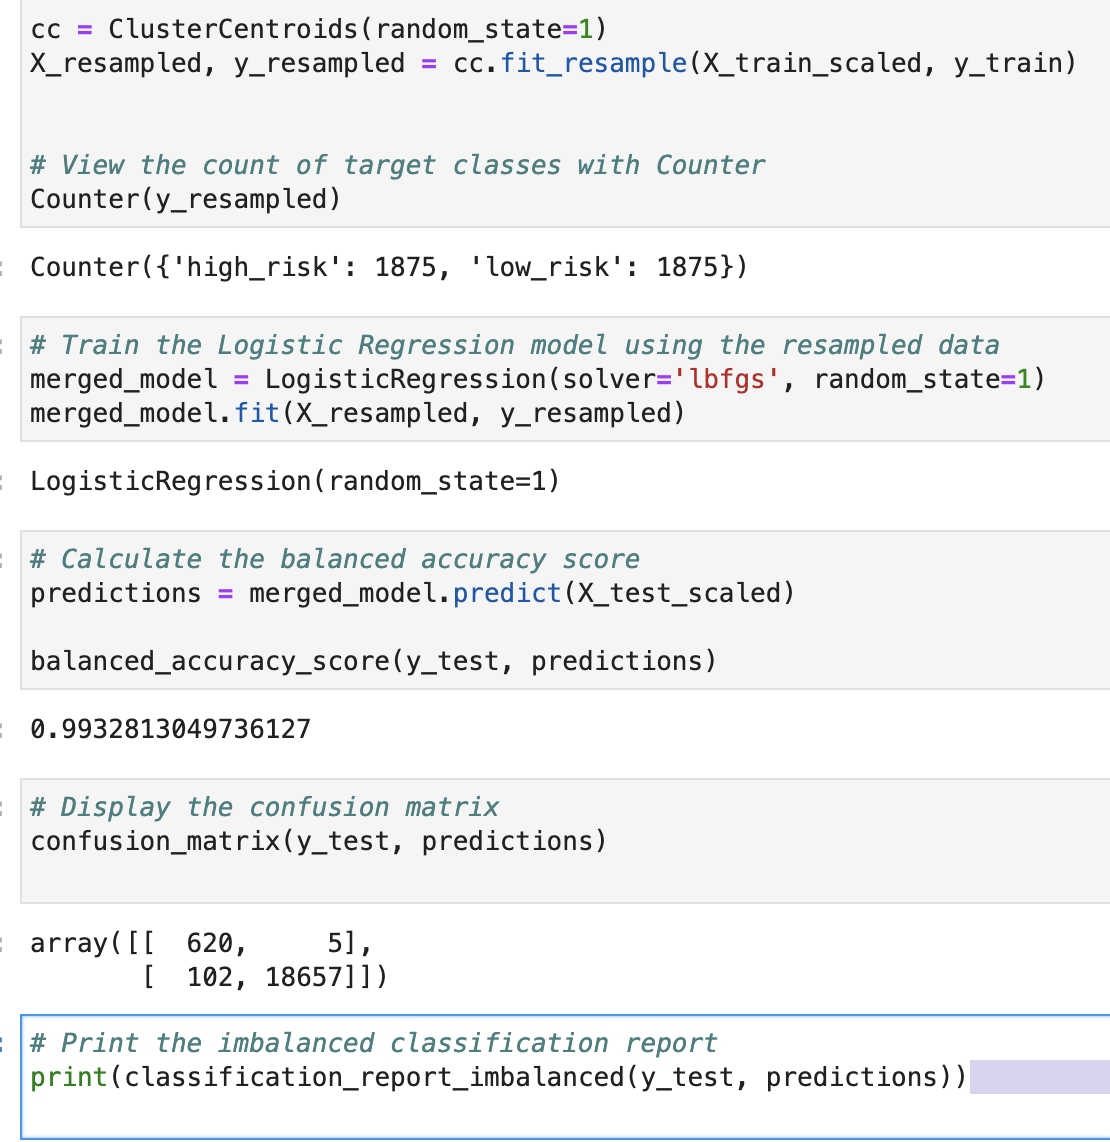 cc = ClusterCentroids(random_state=1)
X_resampled, y_resampled = cc.fit_resample(X_train_scaled, y_train)
# View the count of target classes with Counter
Counter(y_resampled)
Counter({'high_risk': 1875, 'low_risk': 1875})
# Train the Logistic Regression model using the resampled data
merged_model = LogisticRegression(solver='lbfgs', random_state=1)
merged_model.fit(X_resampled, y_resampled)
LogisticRegression(random_state=1)
# Calculate the balanced accuracy score
predictions = merged_model.predict(X_test_scaled)
balanced_accuracy_score(y_test, predictions)
0.9932813049736127
# Display the confusion matrix
confusion_matrix(y_test, predictions)
array([[  620,     5],
       [  102, 18657]])
# Print the imbalanced classification report
print(classification_report_imbalanced(y_test, predictions))